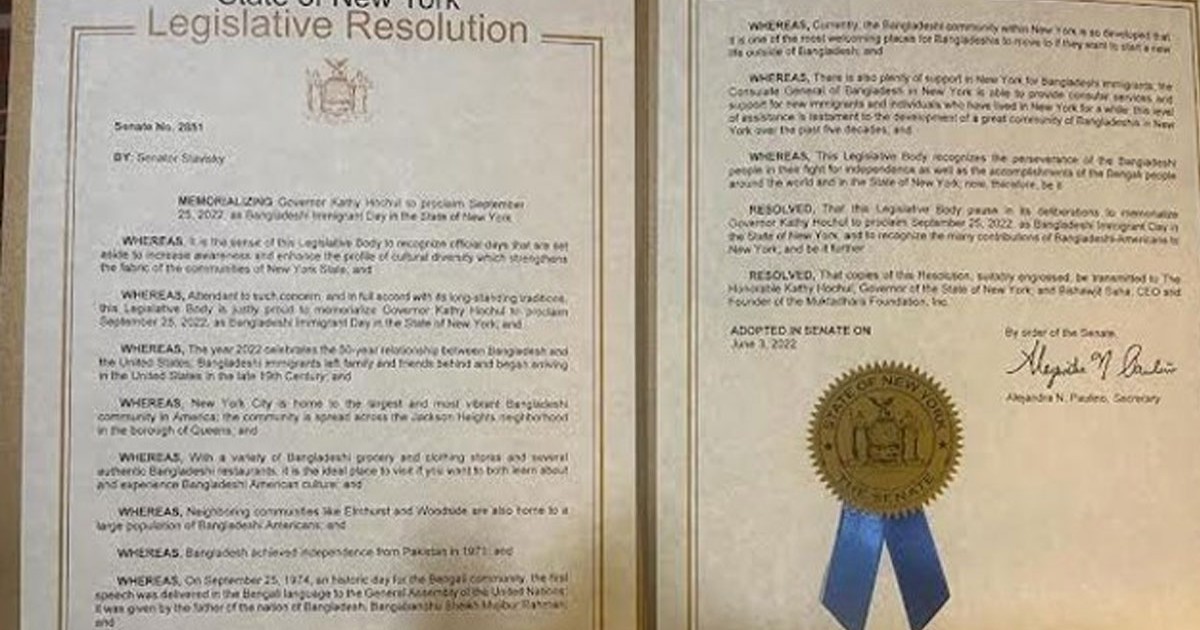 State of New York
Legislative Resolution
Senate No. 2851
BY: Senator Stavisky
MEMORIALIZING Governor Kathy Hochul to proclaim September
25, 2022, as Bangladeshi Immigrant Day in the State of New York
WHEREAS, It is the sense of this Legislative Body to recognize official days that are set
aside to increase awareness and enhance the profile of cultural diversity which strengthens
the fabric of the communities of New York State; and
WHEREAS, Attendant to such concern, and in full accord with its long-standing traditions,
this Legislative Body is justly proud to memorialize Governor Kathy Hochul to proclaim
September 25, 2022, as Bangladeshi Immigrant Day in the State of New York; and
WHEREAS, The year 2022 celebrates the 50-year relationship between Bangladesh and
the United States; Bangladeshi immigrants left family and friends behind and began arriving
in the United States in the late 19th Century; and
WHEREAS, New York City is home to the largest and most vibrant Bangladeshi
community in America; the community is spread across the Jackson Heights neighborhood
in the borough of Queens; and
WHEREAS, With a variety of Bangladeshi grocery and clothing stores and several
authentic Bangladeshi restaurants, it is the ideal place to visit if you want to both learn about
and experience Bangladeshi American culture; and
WHEREAS, Neighboring communities like Elmhurst and Woodside are also home to a
large population of Bangladeshi Americans; and
WHEREAS, Bangladesh achieved independence from Pakistan in 1971; and
WHEREAS, On September 25, 1974, an historic day for the Bengali community, the first
speech was delivered in the Bengali language to the General Assembly of the United Nations;
it was given by the father of the nation of Bangladesh, Bangabandhu Sheikh Mujibur Rahman;
and
WHEREAS, Currently, the Bangladeshi community within New York is so developed that
it is one of the most welcoming places for Bangladeshis to move to if they want to start a new
life outside of Bangladesh; and
WHEREAS, There is also plenty of support in New York for Bangladeshi immigrants; the
Consulate General of Bangladesh in New York is able to provide consular services and
support for new immigrants and individuals who have lived in New York for a while; this level
of assistance is testament to the development of a great community of Bangladeshis in New
York over the past five decades; and
WHEREAS, This Legislative Body recognizes the perseverance of the Bangladeshi
people in their fight for independence as well as the accomplishments of the Bengali people
around the world and in the State of New York; now, therefore, be it
RESOLVED, That this Legislative Body pause in its deliberations to memorialize
Governor Kathy Hochul to proclaim September 25, 2022, as Bangladeshi Immigrant Day in
the State of New York, and to recognize the many contributions of Bangladeshi-Americans to
New York; and be it further
RESOLVED, That copies of this Resolution, suitably engrossed, be transmitted to The
Honorable Kathy Hochul, Governor of the State of New York; and Bishawjit Saha, CEO and
Founder of the Muktadhara Foundation, Inc.
ADOPTED IN SENATE ON
June 3, 2022
By order of the Senate,
Alejandra N. Paulino
Alejandra N. Paulino, Secretary
STATE OF NEW YORK
THE SENATE